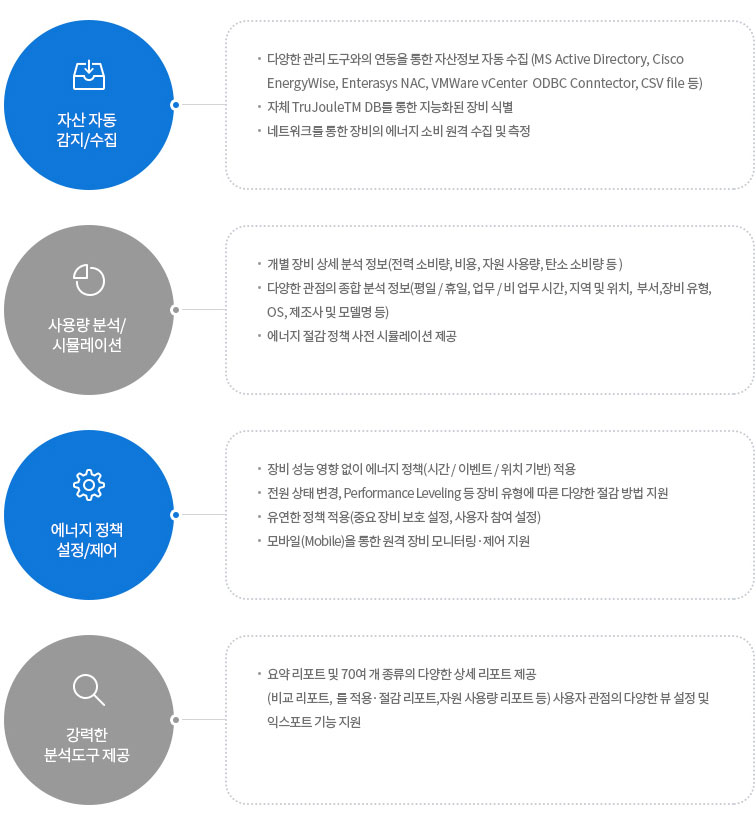 자산 자동
감지/수집
• 다양한 관리 도구와의 연동을 통한 자산정보 자동 수집 (MS Active Directory, Cisco
EnergyWise, Enterasys NAC, VMWare vCenter ODBC Conntector, CSV file 등)
• 자체 TruJouleTM DB를 통한 지능화된 장비 식별
• 네트워크를 통한 장비의 에너지 소비 원격 수집 및 측정
사용량 분석/
시뮬레이션
• 개별 장비 상세 분석 정보(전력 소비량, 비용, 자원 사용량, 탄소 소비량 등 )
• 다양한 관점의 종합 분석 정보(평일 / 휴일, 업무 / 비 업무 시간, 지역 및 위치, 부서,장비 유형,
OS, 제조사 및 모델명 등)
• 에너지 절감 정책 사전 시뮬레이션 제공
에너지 정책
설정/제어
• 장비 성능 영향 없이 에너지 정책(시간 / 이벤트 / 위치 기반) 적용
• 전원 상태 변경, Performance Leveling 등 장비 유형에 따른 다양한 절감 방법 지원
• 유연한 정책 적용(중요 장비 보호 설정, 사용자 참여 설정)
• 모바일(Mobile)을 통한 원격 장비 모니터링·제어 지원
강력한
분석도구 제공
• 요약 리포트 및 70여 개 종류의 다양한 상세 리포트 제공
(비교 리포트, 룰 적용·절감 리포트,자원 사용량 리포트 등) 사용자 관점의 다양한 뷰 설정 및
익스포트 기능 지원